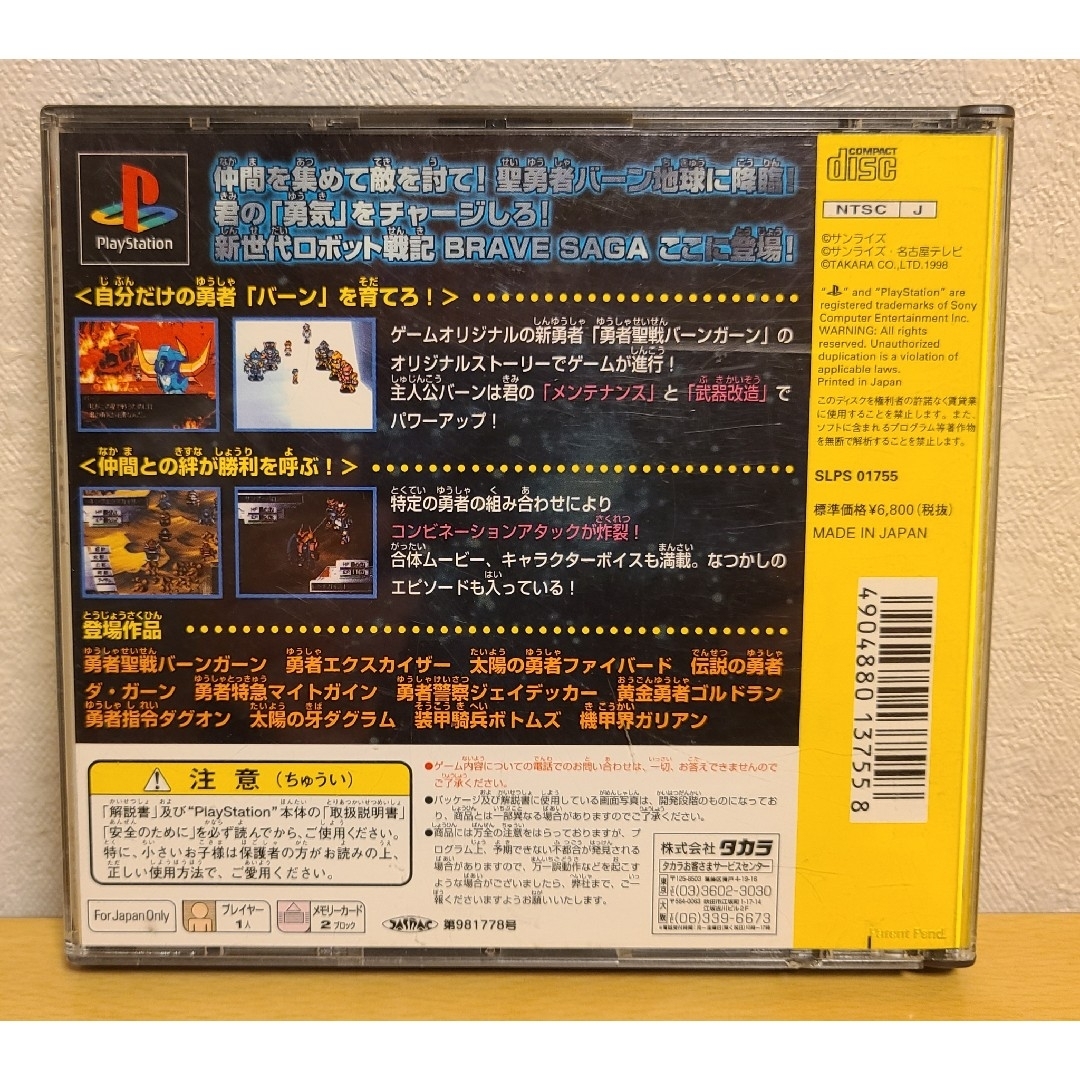 PlayStation
仲間を集めて敵を討て！聖勇者バーン地球に降臨！
君の「勇気」をチャージしろ！
新世代ロボット戦記 BRAVE SAGA ここに登場！
＜自分だけの勇者「バーン」を育てろ！＞
ゲームオリジナルの新勇者「勇者聖戦バーンガーン」の
オリジナルストーリーでゲームが進行！
主人公バーンは君の「メンテナンス」と「武器改造」で
パワーアップ！
＜仲間との絆が勝利を呼ぶ！＞
特定の勇者の組み合わせにより
コンビネーションアタックが炸裂！
合体ムービー、キャラクターボイスも満載。なつかしの
エピソードも入っている！
登場作品
勇者聖戦バーンガーン 勇者エクスカイザー 太陽の勇者ファイバード 伝説の勇者
ダ・ガーン 勇者特急マイトガイン 勇者警察ジェイデッカー 黄金勇者ゴルドラン
勇者指令ダグオン 太陽の牙ダグラム 装甲騎兵ボトムズ 機甲界ガリアン
注意（ちゅうい）
「解説書」及び"PlayStation"本体の「取扱説明書」
「安全のために」を必ず読んでから、ご使用ください。
特に、小さいお子様は保護者の方がお読みの上、
正しい使用方法で、ご愛用ください。
For Japan Only
プレイヤー
1人
メモリーカード
2ブロック
●ゲーム内容についての電話でのお問い合わせは、一切、お答えできませんので
ご了承ください。
●パッケージ及び解説書に使用している画面写真は、開発段階のものになってお
り、商品とは一部異なる場合がありますのでご了承ください。
●商品には万全の注意をはらっておりますが、プ
ログラム上、予期できない不都合が発見される
場合がありますので、万一誤動作などを起こす
ような場合がございましたら、弊社まで、ご一
報くださいますようお願いいたします。
JASRAC 第981778号
株式会社 タカラ
タカラお客さまサービスセンター
(03)3602-3030
(06)339-6673
COMPACT
disc
NTSC J
©サンライズ
©サンライズ・名古屋テレビ
©TAKARA CO.,LTD.1998
" " and "PlayStation" are
registered trademarks of Sony
Computer Entertainment Inc.
WARNING: All rights
reserved. Unauthorized
duplication is a violation of
applicable laws.
Printed in Japan
このディスクを権利者の許諾なく賃貸業
に使用することを禁止します。また、
ソフトに含まれるプログラム等著作物
を無断で解析することを禁止します。
SLPS 01755
標準価格¥6,800(税抜)
MADE IN JAPAN
4904880137558
Patent Pend.